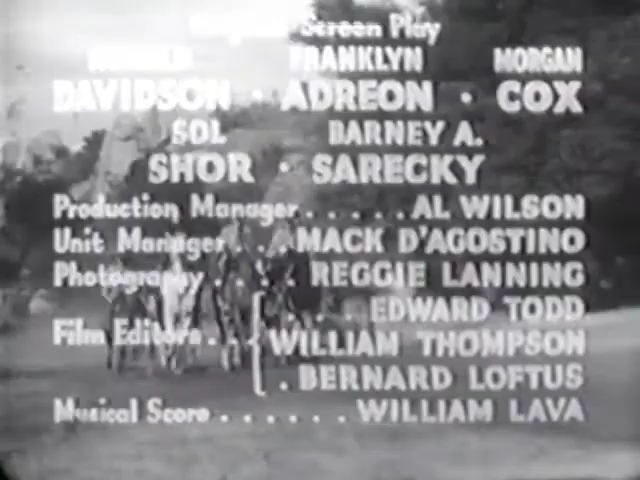 Original Screen Play
FRANKLYN MORGAN
DAVIDSON · ADREON · COX
SOL BARNEY A.
SHOR · SARECKY
Production Manager.....AL WILSON
Unit Manager...MACK D'AGOSTINO
Photography....REGGIE LANNING
....EDWARD TODD
Film Editors...WILLIAM THOMPSON
.BERNARD LOFTUS
Musical Score......WILLIAM LAVA